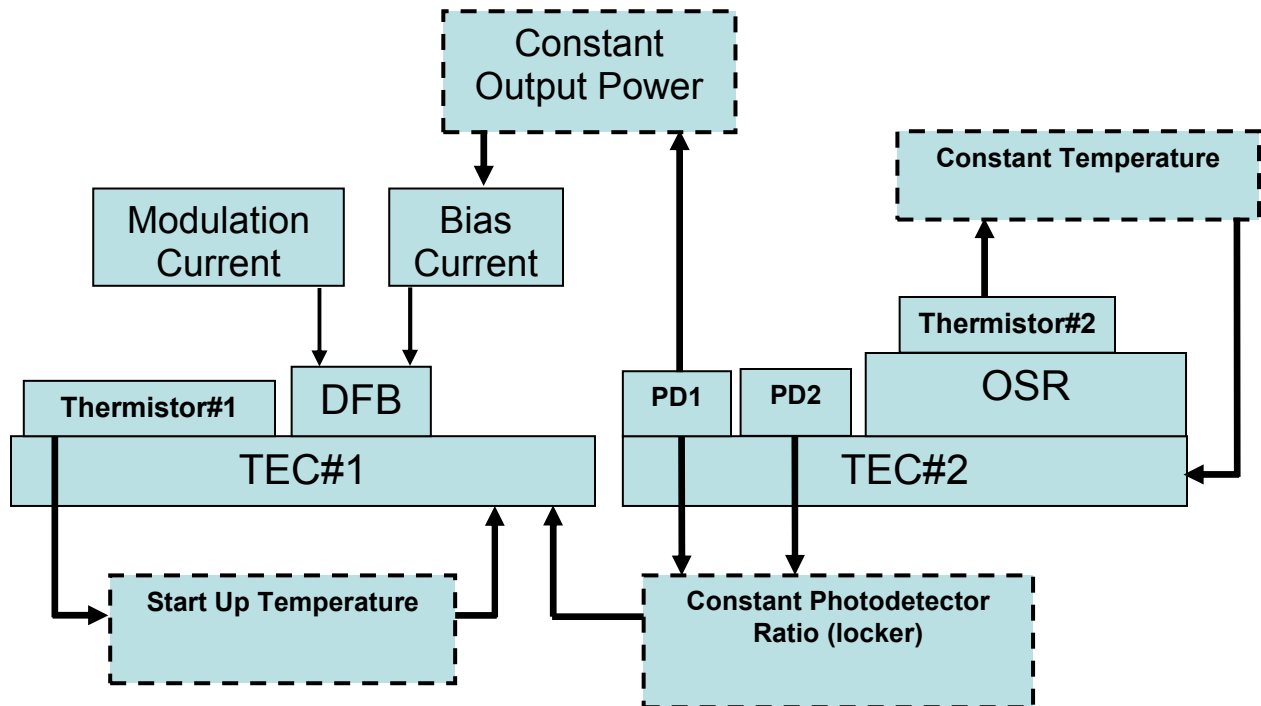 Constant
Output Power
Constant Temperature
Modulation
Current
Bias
Current
Thermistor#2
Thermistor#1
DFB
PD1
PD2
OSR
TEC#1
TEC#2
Start Up Temperature
Constant Photodetector
Ratio (locker)